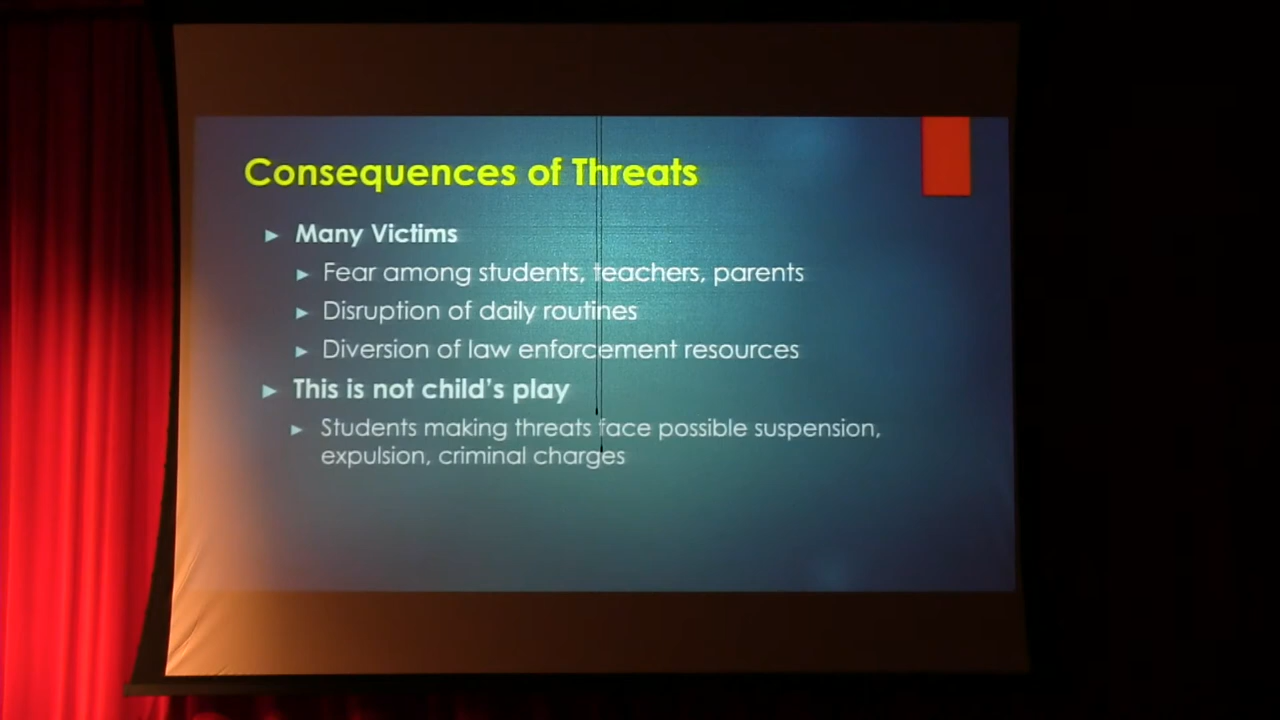 Consequences of Threats
Many Victims
Fear among students, teachers, parents
Disruption of daily routines
Diversion of law enforcement resources
This is not child's play
Students making threats face possible suspension,
expulsion, criminal charges